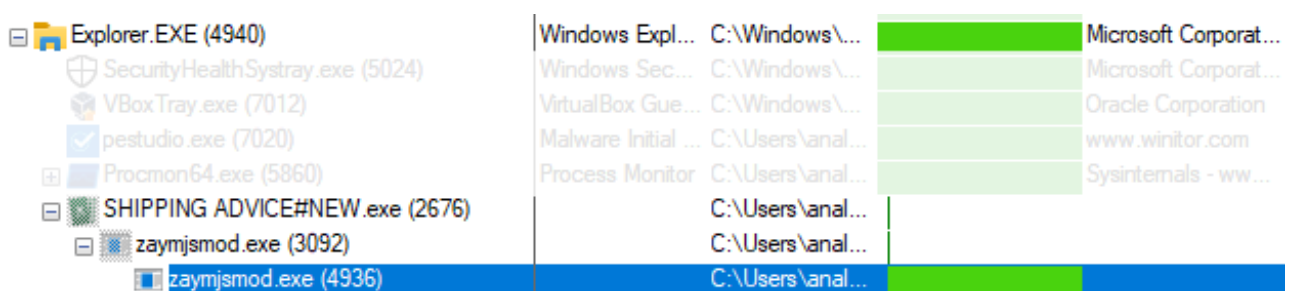 Explorer.EXE (4940) Windows Expl... C:\Windows\... Microsoft Corporat...
SecurityHealthSystray.exe (5024) Windows Sec... C:\Windows\... Microsoft Corporat...
VBoxTray.exe (7012) VirtualBox Gue... C:\Windows\... Oracle Corporation
pestudio.exe (7020) Malware Initial ... C:\Users\anal... www.winitor.com
Procmon64.exe (5860) Process Monitor C:\Users\anal... Sysinternals - ww...
SHIPPING ADVICE#NEW.exe (2676) C:\Users\anal...
zaymjsmod.exe (3092) C:\Users\anal...
zaymjsmod.exe (4936) C:\Users\anal...